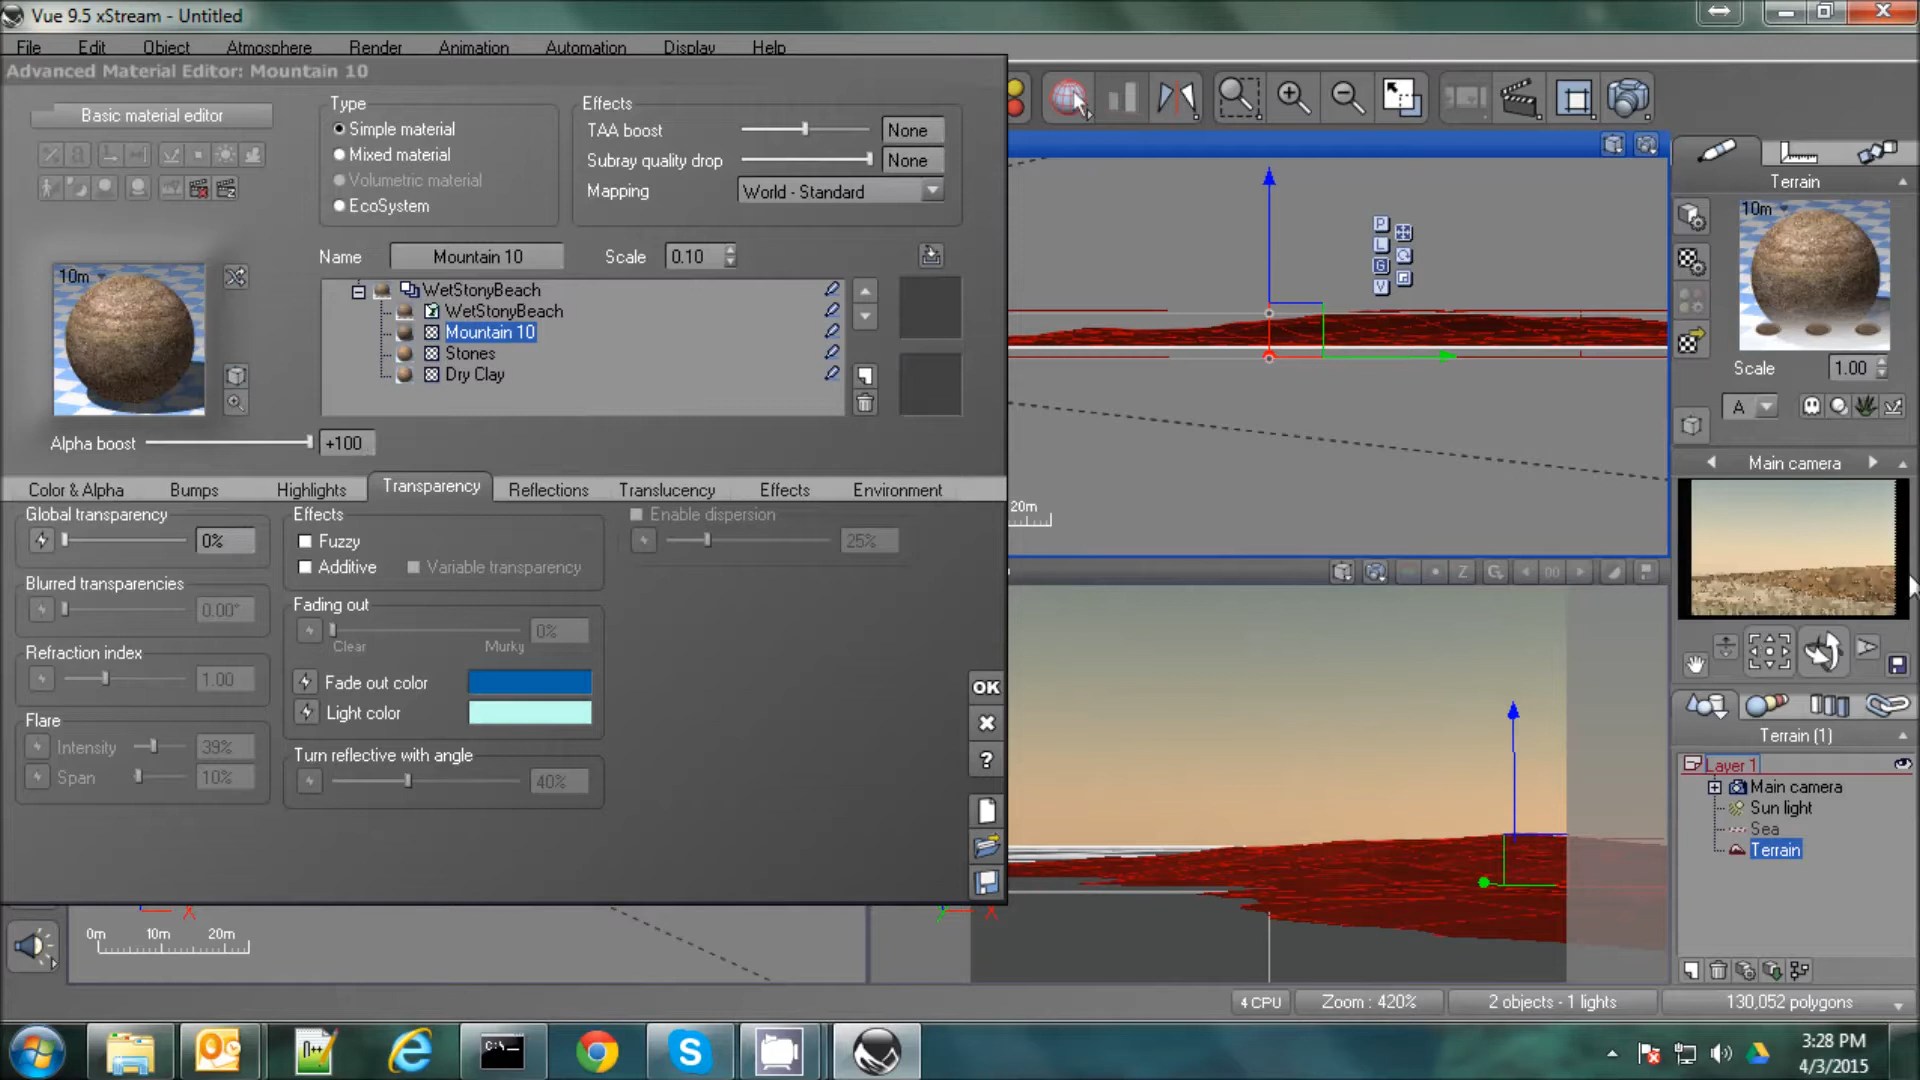 Vue 9.5 xStream - Untitled
File Edit Object Atmosphere Render Animation Automation Display Help
Advanced Material Editor: Mountain 10
Basic material editor
Type
Simple material
Mixed material
Volumetric material
EcoSystem
Effects
TAA boost None
Subray quality drop None
Mapping World - Standard
Name Mountain 10 Scale 0.10
10m
WetStonyBeach
WetStonyBeach
Mountain 10
Stones
Dry Clay
Alpha boost +100
Color & Alpha Bumps Highlights Transparency Reflections Translucency Effects Environment
Global transparency
0%
Blurred transparencies
0.00°
Refraction index
1.00
Flare
Intensity 39%
Span 10%
Effects
Fuzzy
Additive Variable transparency
Fading out
0%
Clear Murky
Fade out color
Light color
Turn reflective with angle
40%
Enable dispersion
25%
OK
?
P
L
G
V
20m
Z 00
X X
0m 10m 20m
Terrain
10m
Scale 1.00
A
Main camera
Terrain (1)
Layer 1
Main camera
Sun light
Sea
Terrain
4 CPU Zoom : 420% 2 objects - 1 lights 130,052 polygons
C:\.
n++
3:28 PM
4/3/2015